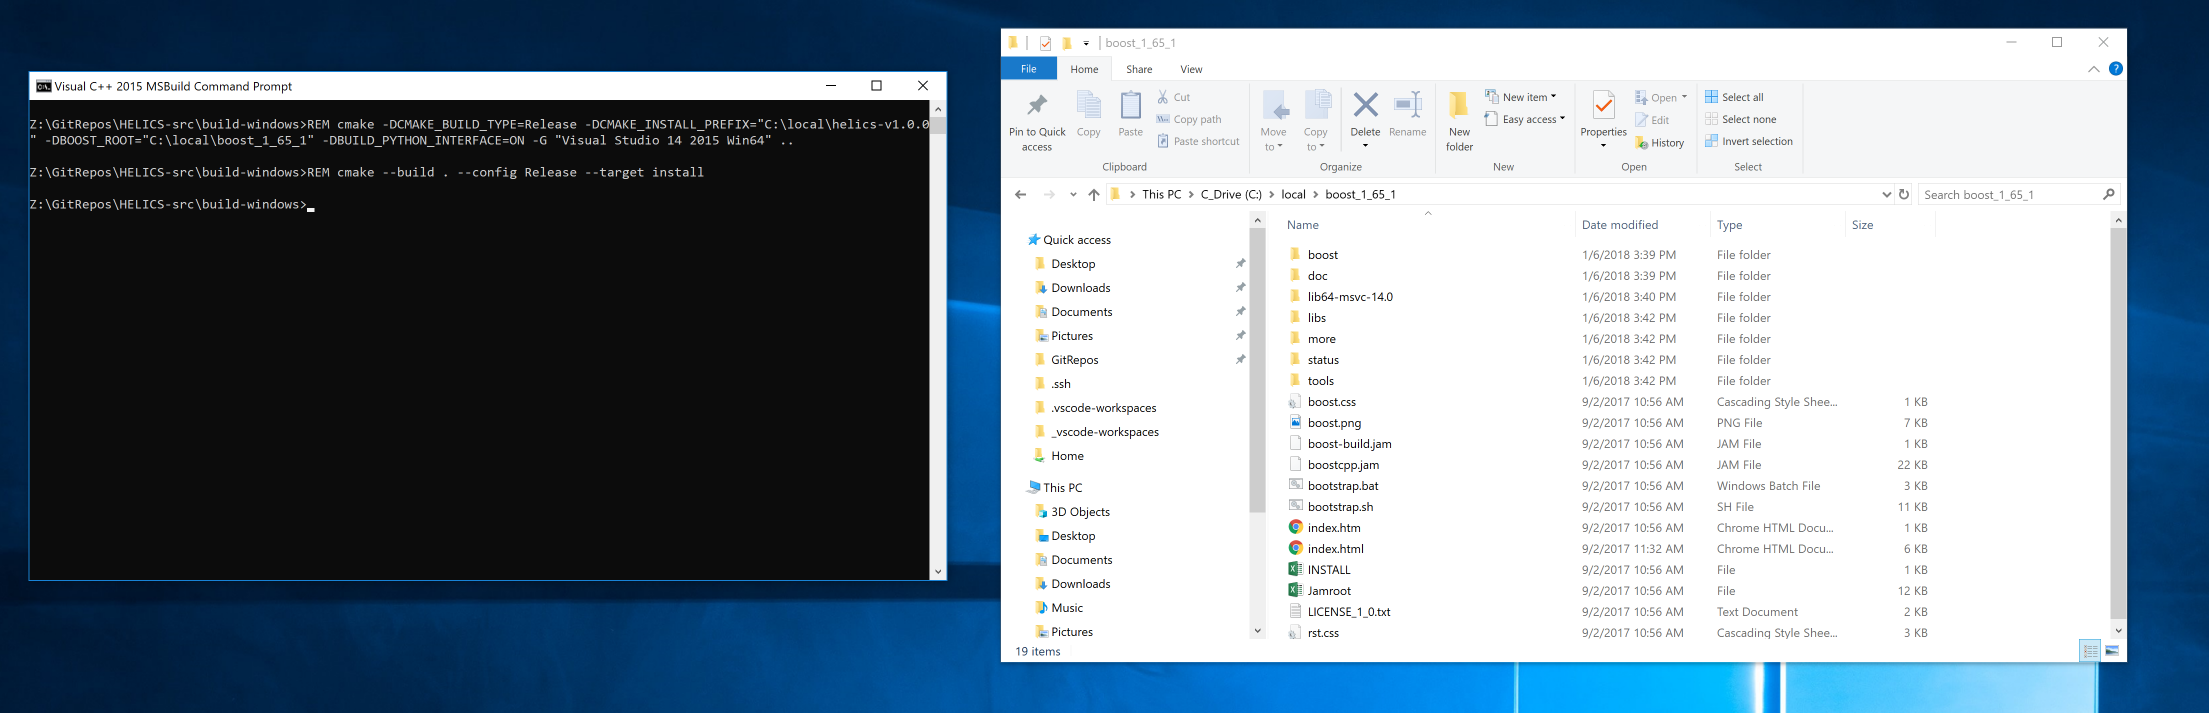 Visual C++ 2015 MSBuild Command Prompt
Z:\GitRepos\HELICS-src\build-windows>REM cmake -DCMAKE_BUILD_TYPE=Release -DCMAKE_INSTALL_PREFIX="C:\local\helics-v1.0.0
" -DBOOST_ROOT="C:\local\boost_1_65_1" -DBUILD_PYTHON_INTERFACE=ON -G "Visual Studio 14 2015 Win64" ..
Z:\GitRepos\HELICS-src\build-windows>REM cmake --build . --config Release --target install
Z:\GitRepos\HELICS-src\build-windows>
boost_1_65_1
File Home Share View
Pin to Quick access
Copy
Paste
Cut
Copy path
Paste shortcut
Clipboard
Move to
Copy to
Delete
Rename
Organize
New folder
New item
Easy access
New
Properties
Open
Edit
History
Open
Select all
Select none
Invert selection
Select
This PC > C_Drive (C:) > local > boost_1_65_1
Search boost_1_65_1
Quick access
Desktop
Downloads
Documents
Pictures
GitRepos
.ssh
.vscode-workspaces
_vscode-workspaces
Home
This PC
3D Objects
Desktop
Documents
Downloads
Music
Pictures
Name Date modified Type Size
boost 1/6/2018 3:39 PM File folder
doc 1/6/2018 3:39 PM File folder
lib64-msvc-14.0 1/6/2018 3:40 PM File folder
libs 1/6/2018 3:42 PM File folder
more 1/6/2018 3:42 PM File folder
status 1/6/2018 3:42 PM File folder
tools 1/6/2018 3:42 PM File folder
boost.css 9/2/2017 10:56 AM Cascading Style Shee... 1 KB
boost.png 9/2/2017 10:56 AM PNG File 7 KB
boost-build.jam 9/2/2017 10:56 AM JAM File 1 KB
boostcpp.jam 9/2/2017 10:56 AM JAM File 22 KB
bootstrap.bat 9/2/2017 10:56 AM Windows Batch File 3 KB
bootstrap.sh 9/2/2017 10:56 AM SH File 11 KB
index.htm 9/2/2017 10:56 AM Chrome HTML Docu... 1 KB
index.html 9/2/2017 11:32 AM Chrome HTML Docu... 6 KB
INSTALL 9/2/2017 10:56 AM File 1 KB
Jamroot 9/2/2017 10:56 AM File 12 KB
LICENSE_1_0.txt 9/2/2017 10:56 AM Text Document 2 KB
rst.css 9/2/2017 10:56 AM Cascading Style Shee... 3 KB
19 items